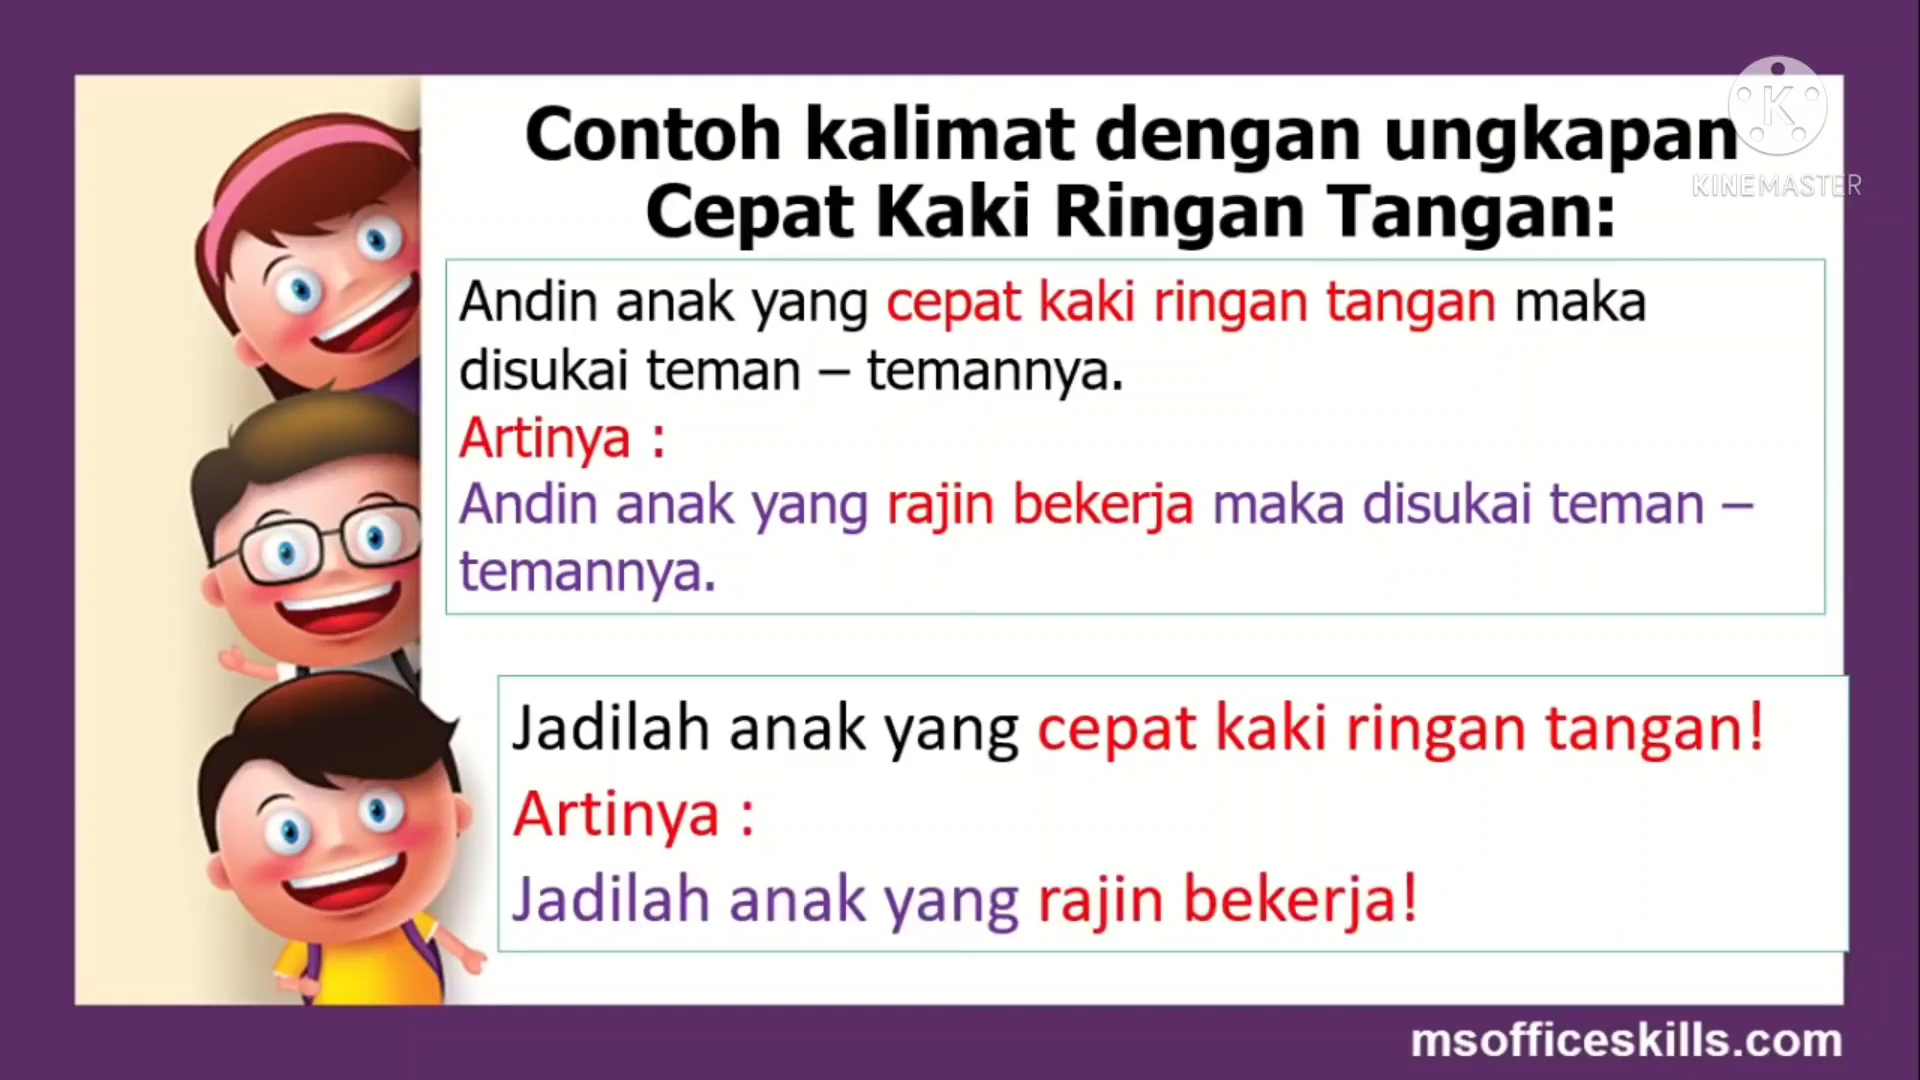 Contoh kalimat dengan ungkapan
Cepat Kaki Ringan Tangan:
K
KINEMASTER
Andin anak yang cepat kaki ringan tangan maka
disukai teman – temannya.
Artinya :
Andin anak yang rajin bekerja maka disukai teman –
temannya.
Jadilah anak yang cepat kaki ringan tangan!
Artinya :
Jadilah anak yang rajin bekerja!
msofficeskills.com